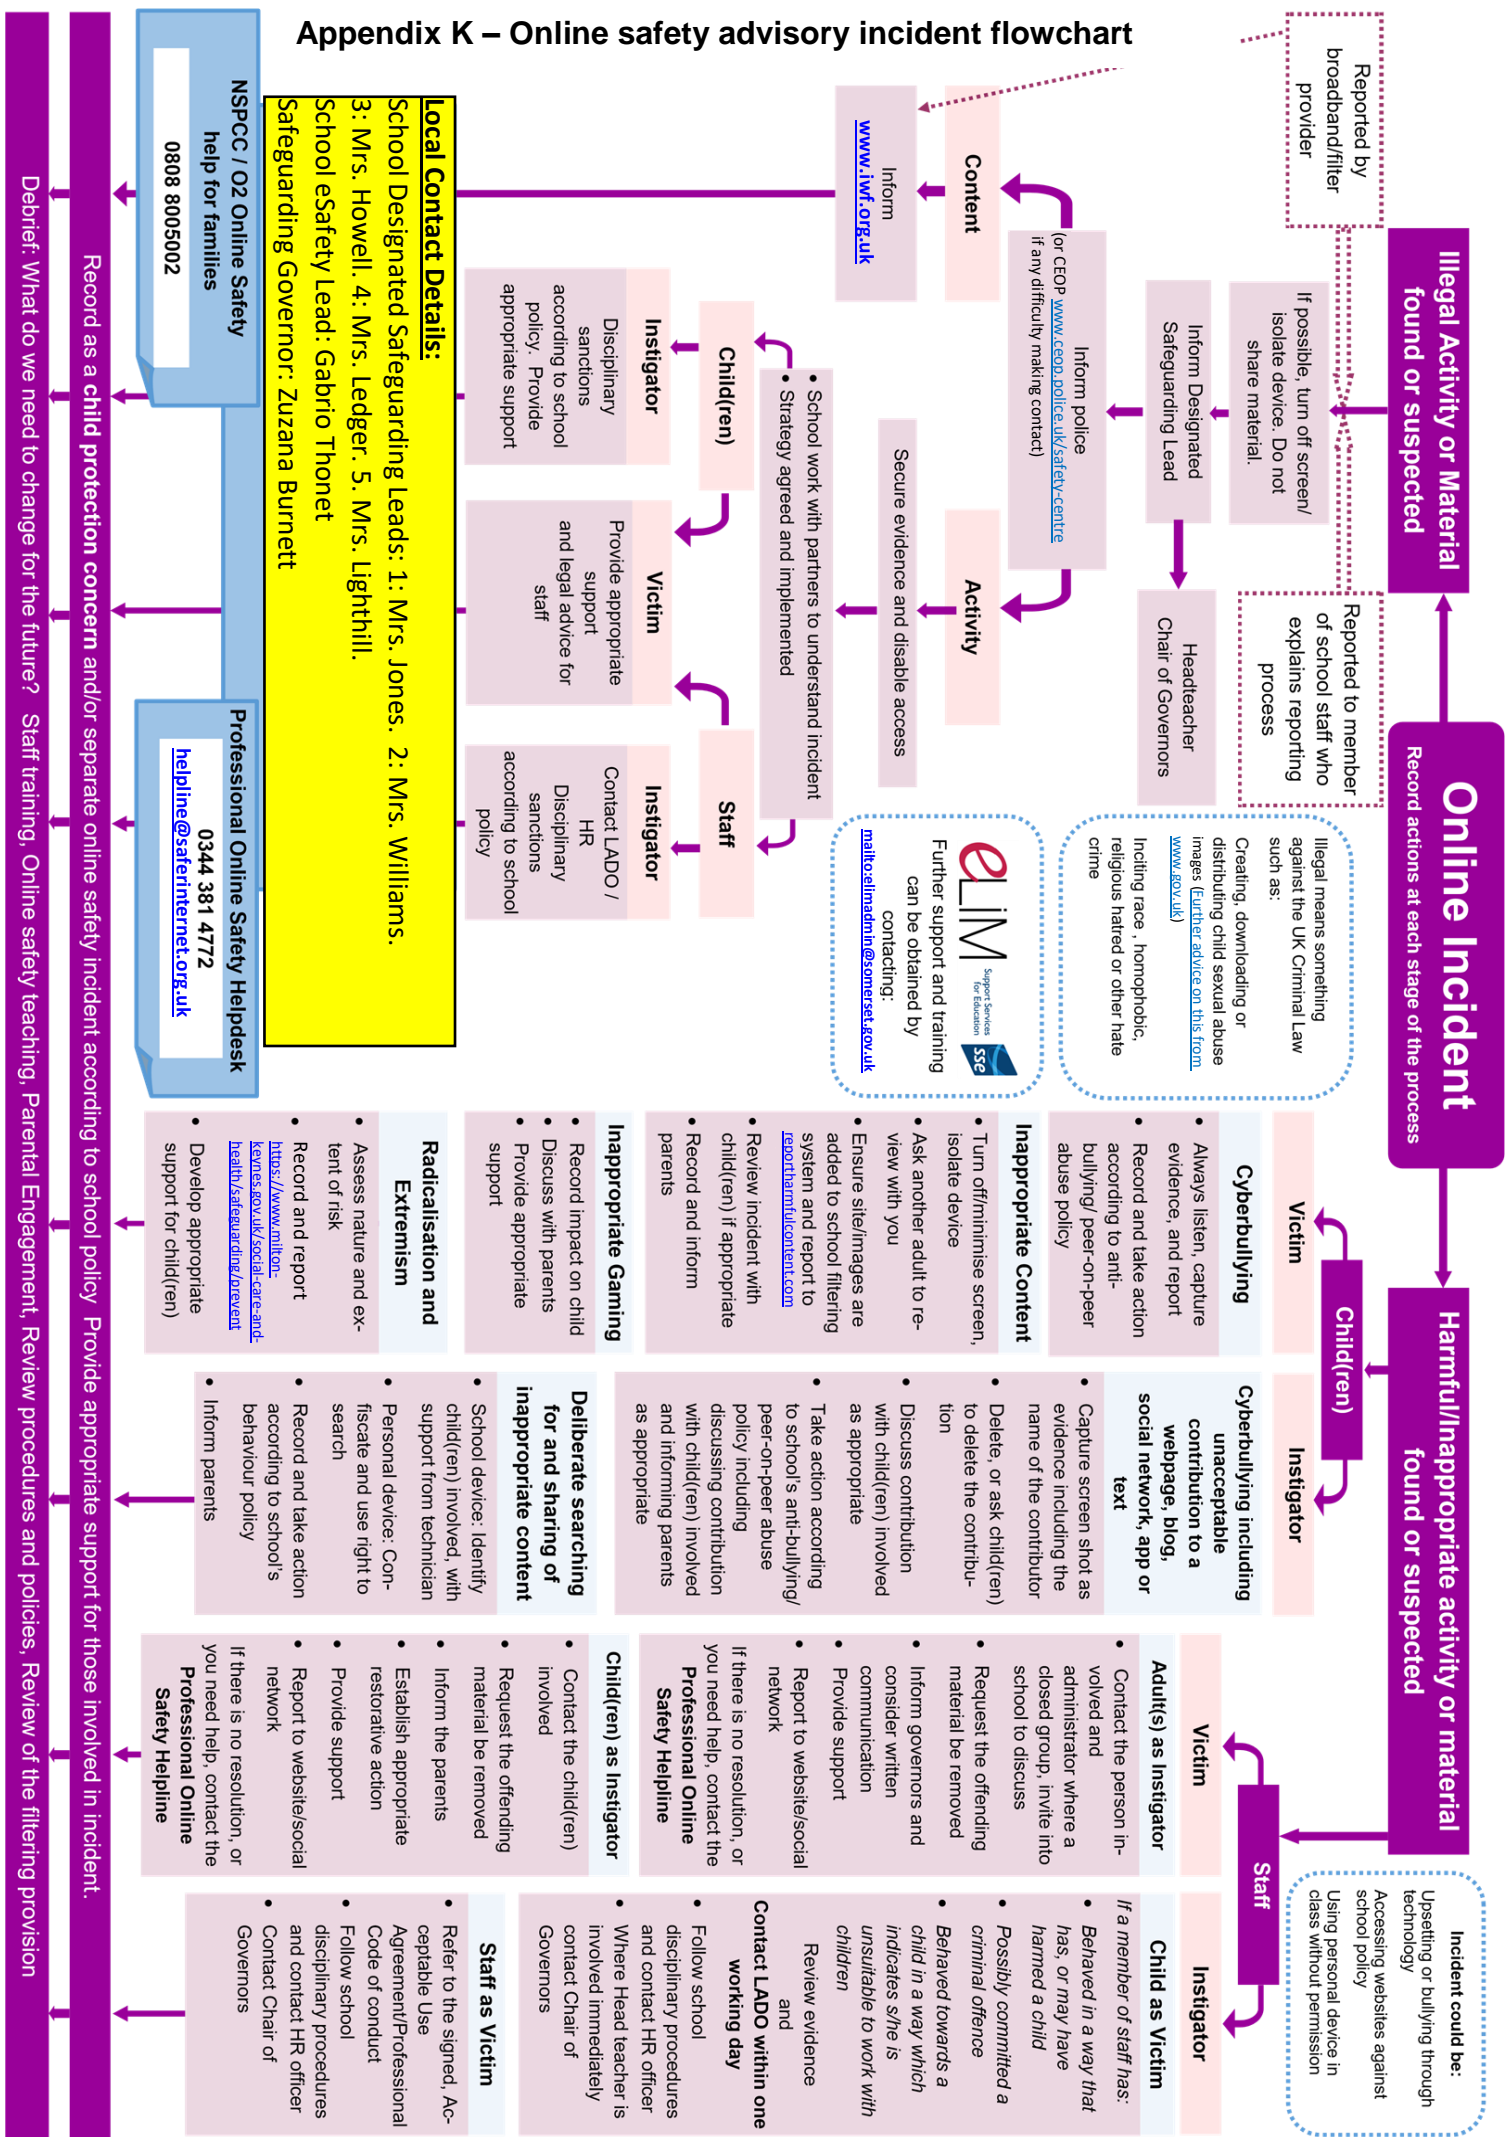 Appendix K – Online safety advisory incident flowchart
Online Incident
Record actions at each stage of the process
Illegal Activity or Material
found or suspected
Reported by
broadband/filter
provider
Reported to member
of school staff who
explains reporting
process
If possible, turn off screen/
isolate device. Do not
share material.
Inform Designated
Safeguarding Lead
Headteacher
Chair of Governors
Inform police
(or CEOP www.ceop.police.uk/safety-centre
if any difficulty making contact)
Content
Inform
www.iwf.org.uk
Activity
Secure evidence and disable access
• School work with partners to understand incident
• Strategy agreed and implemented
Child(ren)
Instigator
Disciplinary
sanctions
according to school
policy. Provide
appropriate support
Victim
Provide appropriate
support
and legal advice for
staff
Staff
Instigator
Contact LADO /
HR
Disciplinary
sanctions
according to school
policy
Illegal means something
against the UK Criminal Law
such as:
Creating, downloading or
distributing child sexual abuse
images (Further advice on this from
www.gov.uk)
Inciting race , homophobic,
religious hatred or other hate
crime
eLIM
Support Services
for Education
sse
Further support and training
can be obtained by
contacting:
mailto:elimadmin@somerset.gov.uk
Local Contact Details:
School Designated Safeguarding Leads: 1: Mrs. Jones. 2: Mrs. Williams.
3: Mrs. Howell. 4: Mrs. Ledger. 5. Mrs. Lighthill.
School eSafety Lead: Gabrio Thonet
Safeguarding Governor: Zuzana Burnett
NSPCC / O2 Online Safety
help for families
0808 8005002
Professional Online Safety Helpdesk
0344 381 4772
helpline@saferinternet.org.uk
Harmful/Inappropriate activity or material
found or suspected
Incident could be:
Upsetting or bullying through
technology
Accessing websites against
school policy
Using personal device in
class without permission
Child(ren)
Victim
Cyberbullying
• Always listen, capture
evidence, and report
• Record and take action
according to anti-
bullying/ peer-on-peer
abuse policy
Inappropriate Content
• Turn off/minimise screen,
isolate device
• Ask another adult to re-
view with you
• Ensure site/images are
added to school filtering
system and report to
reportharmfulcontent.com
• Review incident with
child(ren) if appropriate
• Record and inform
parents
Inappropriate Gaming
• Record impact on child
• Discuss with parents
• Provide appropriate
support
Radicalisation and
Extremism
• Assess nature and ex-
tent of risk
• Record and report
https://www.milton-
keynes.gov.uk/social-care-and-
health/safeguarding/prevent
• Develop appropriate
support for child(ren)
Instigator
Cyberbullying including
unacceptable
contribution to a
webpage, blog,
social network, app or
text
• Capture screen shot as
evidence including the
name of the contributor
• Delete, or ask child(ren)
to delete the contribu-
tion
• Discuss contribution
with child(ren) involved
as appropriate
• Take action according
to school's anti-bullying/
peer-on-peer abuse
policy including
discussing contribution
with child(ren) involved
and informing parents
as appropriate
Deliberate searching
for and sharing of
inappropriate content
• School device: Identify
child(ren) involved, with
support from technician
• Personal device: Con-
fiscate and use right to
search
• Record and take action
according to school's
behaviour policy
• Inform parents
Staff
Victim
Adult(s) as Instigator
• Contact the person in-
volved and
administrator where a
closed group, invite into
school to discuss
• Request the offending
material be removed
• Inform governors and
consider written
communication
• Provide support
• Report to website/social
network
If there is no resolution, or
you need help, contact the
Professional Online
Safety Helpline
Child(ren) as Instigator
• Contact the child(ren)
involved
• Request the offending
material be removed
• Inform the parents
• Establish appropriate
restorative action
• Provide support
• Report to website/social
network
If there is no resolution, or
you need help, contact the
Professional Online
Safety Helpline
Instigator
Child as Victim
If a member of staff has:
• Behaved in a way that
has, or may have
harmed a child
• Possibly committed a
criminal offence
• Behaved towards a
child in a way which
indicates s/he is
unsuitable to work with
children
Review evidence
and
Contact LADO within one
working day
• Follow school
disciplinary procedures
and contact HR officer
• Where Head teacher is
involved immediately
contact Chair of
Governors
Staff as Victim
• Refer to the signed, Ac-
ceptable Use
Agreement/Professional
Code of conduct
• Follow school
disciplinary procedures
and contact HR officer
• Contact Chair of
Governors
Record as a child protection concern and/or separate online safety incident according to school policy Provide appropriate support for those involved in incident.
Debrief: What do we need to change for the future? Staff training, Online safety teaching, Parental Engagement, Review procedures and policies, Review of the filtering provision